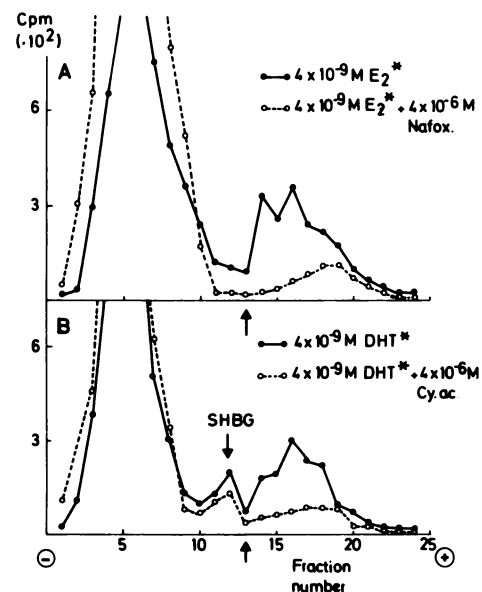 Cpm
(·10²)
A
4 x 10⁻⁹ M E₂*
4 x 10⁻⁹ M E₂* + 4 x 10⁻⁶ M
Nafox.
6
3
B
4 x 10⁻⁹ M DHT*
4 x 10⁻⁹ M DHT* + 4 x 10⁻⁶ M
Cy. ac.
6
SHBG
3
5 10 15 20 25
− +
Fraction
number